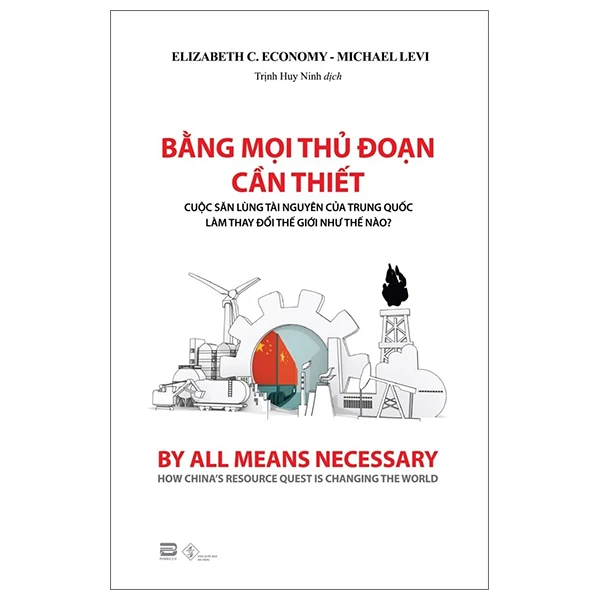 ELIZABETH C. ECONOMY - MICHAEL LEVI
Trịnh Huy Ninh dịch
BẰNG MỌI THỦ ĐOẠN
CẦN THIẾT
CUỘC SĂN LÙNG TÀI NGUYÊN CỦA TRUNG QUỐC
LÀM THAY ĐỔI THẾ GIỚI NHƯ THẾ NÀO?
BY ALL MEANS NECESSARY
HOW CHINA'S RESOURCE QUEST IS CHANGING THE WORLD